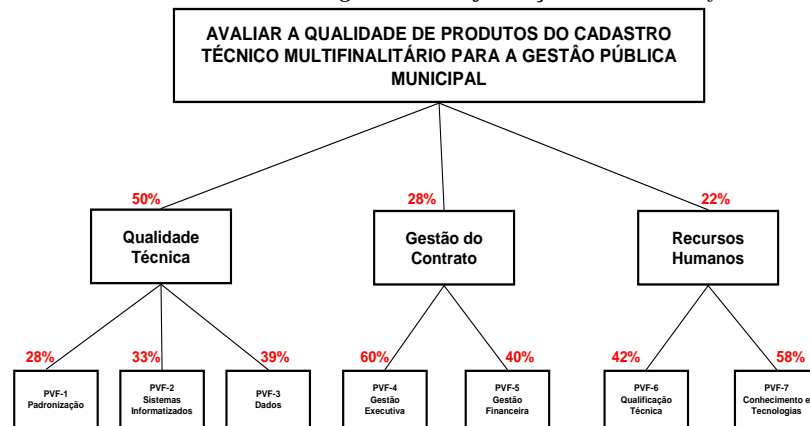 AVALIAR A QUALIDADE DE PRODUTOS DO CADASTRO
TÉCNICO MULTIFINALITÁRIO PARA A GESTÂO PÚBLICA
MUNICIPAL
50%
28%
22%
Qualidade
Técnica
Gestão do
Contrato
Recursos
Humanos
28%
33%
39%
60%
40%
42%
58%
PVF-1
Padronização
PVF-2
Sistemas
Informatizados
PVF-3
Dados
PVF-4
Gestão
Executiva
PVF-5
Gestão
Financeira
PVF-6
Qualificação
Técnica
PVF-7
Conhecimento e
Tecnologias